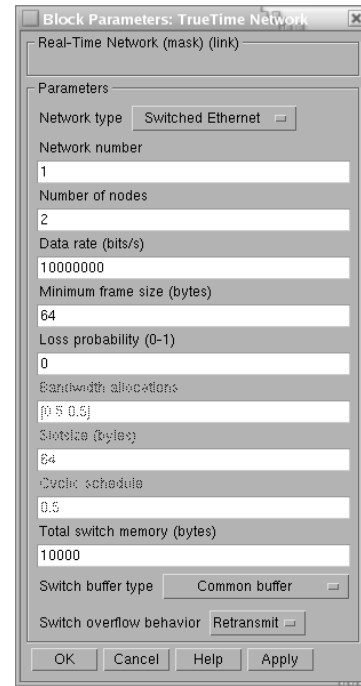 Block Parameters: TrueTime Network
Real-Time Network (mask) (link)
Parameters
Network type Switched Ethernet
Network number
1
Number of nodes
2
Data rate (bits/s)
10000000
Minimum frame size (bytes)
64
Loss probability (0-1)
0
Bandwidth allocations
[0.5 0.5]
Slotsize (bytes)
64
Cyclic schedule
0.5
Total switch memory (bytes)
10000
Switch buffer type Common buffer
Switch overflow behavior Retransmit
OK Cancel Help Apply